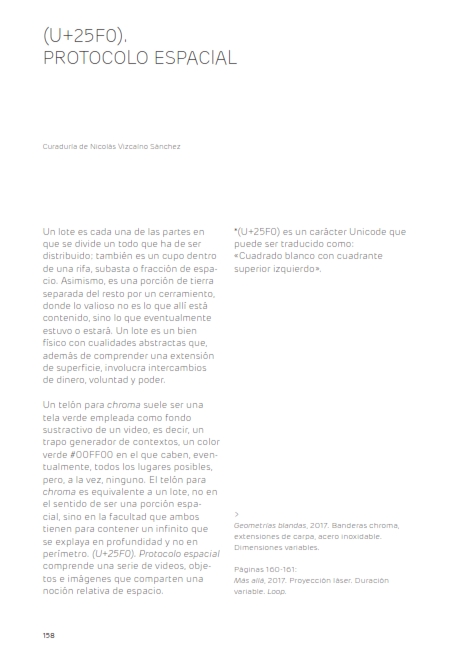 (U+25F0),
PROTOCOLO ESPACIAL
Curaduría de Nicolás Vizcaíno Sánchez
Un lote es cada una de las partes en
que se divide un todo que ha de ser
distribuido; también es un cupo dentro
de una rifa, subasta o fracción de espa-
cio. Asimismo, es una porción de tierra
separada del resto por un cerramiento,
donde lo valioso no es lo que allí está
contenido, sino lo que eventualmente
estuvo o estará. Un lote es un bien
físico con cualidades abstractas que,
además de comprender una extensión
de superficie, involucra intercambios
de dinero, voluntad y poder.
Un telón para chroma suele ser una
tela verde empleada como fondo
sustractivo de un video, es decir, un
trapo generador de contextos, un color
verde #00FF00 en el que caben, even-
tualmente, todos los lugares posibles,
pero, a la vez, ninguno. El telón para
chroma es equivalente a un lote, no en
el sentido de ser una porción espa-
cial, sino en la facultad que ambos
tienen para contener un infinito que
se explaya en profundidad y no en
perímetro. (U+25F0). Protocolo espacial
comprende una serie de videos, obje-
tos e imágenes que comparten una
noción relativa de espacio.
*(U+25F0) es un carácter Unicode que
puede ser traducido como:
«Cuadrado blanco con cuadrante
superior izquierdo».
>
Geometrías blandas, 2017. Banderas chroma,
extensiones de carpa, acero inoxidable.
Dimensiones variables.
Páginas 160-161:
Más allá, 2017. Proyección láser. Duración
variable. Loop.
158